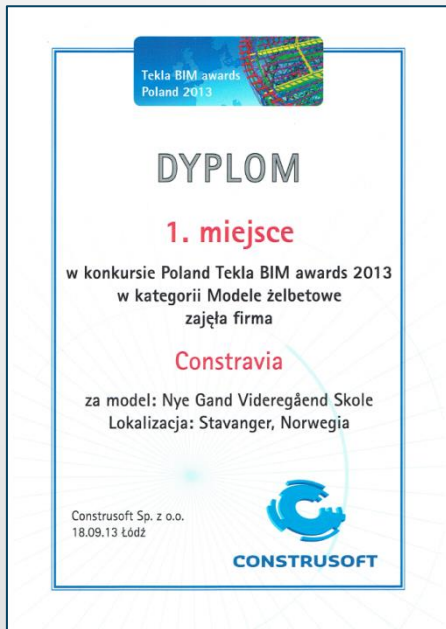 Tekla BIM awards
Poland 2013
DYPLOM
1. miejsce
w konkursie Poland Tekla BIM awards 2013
w kategorii Modele żelbetowe
zajęła firma
Constravia
za model: Nye Gand Videregåend Skole
Lokalizacja: Stavanger, Norwegia
Construsoft Sp. z o.o.
18.09.13 Łódź
CONSTRUSOFT